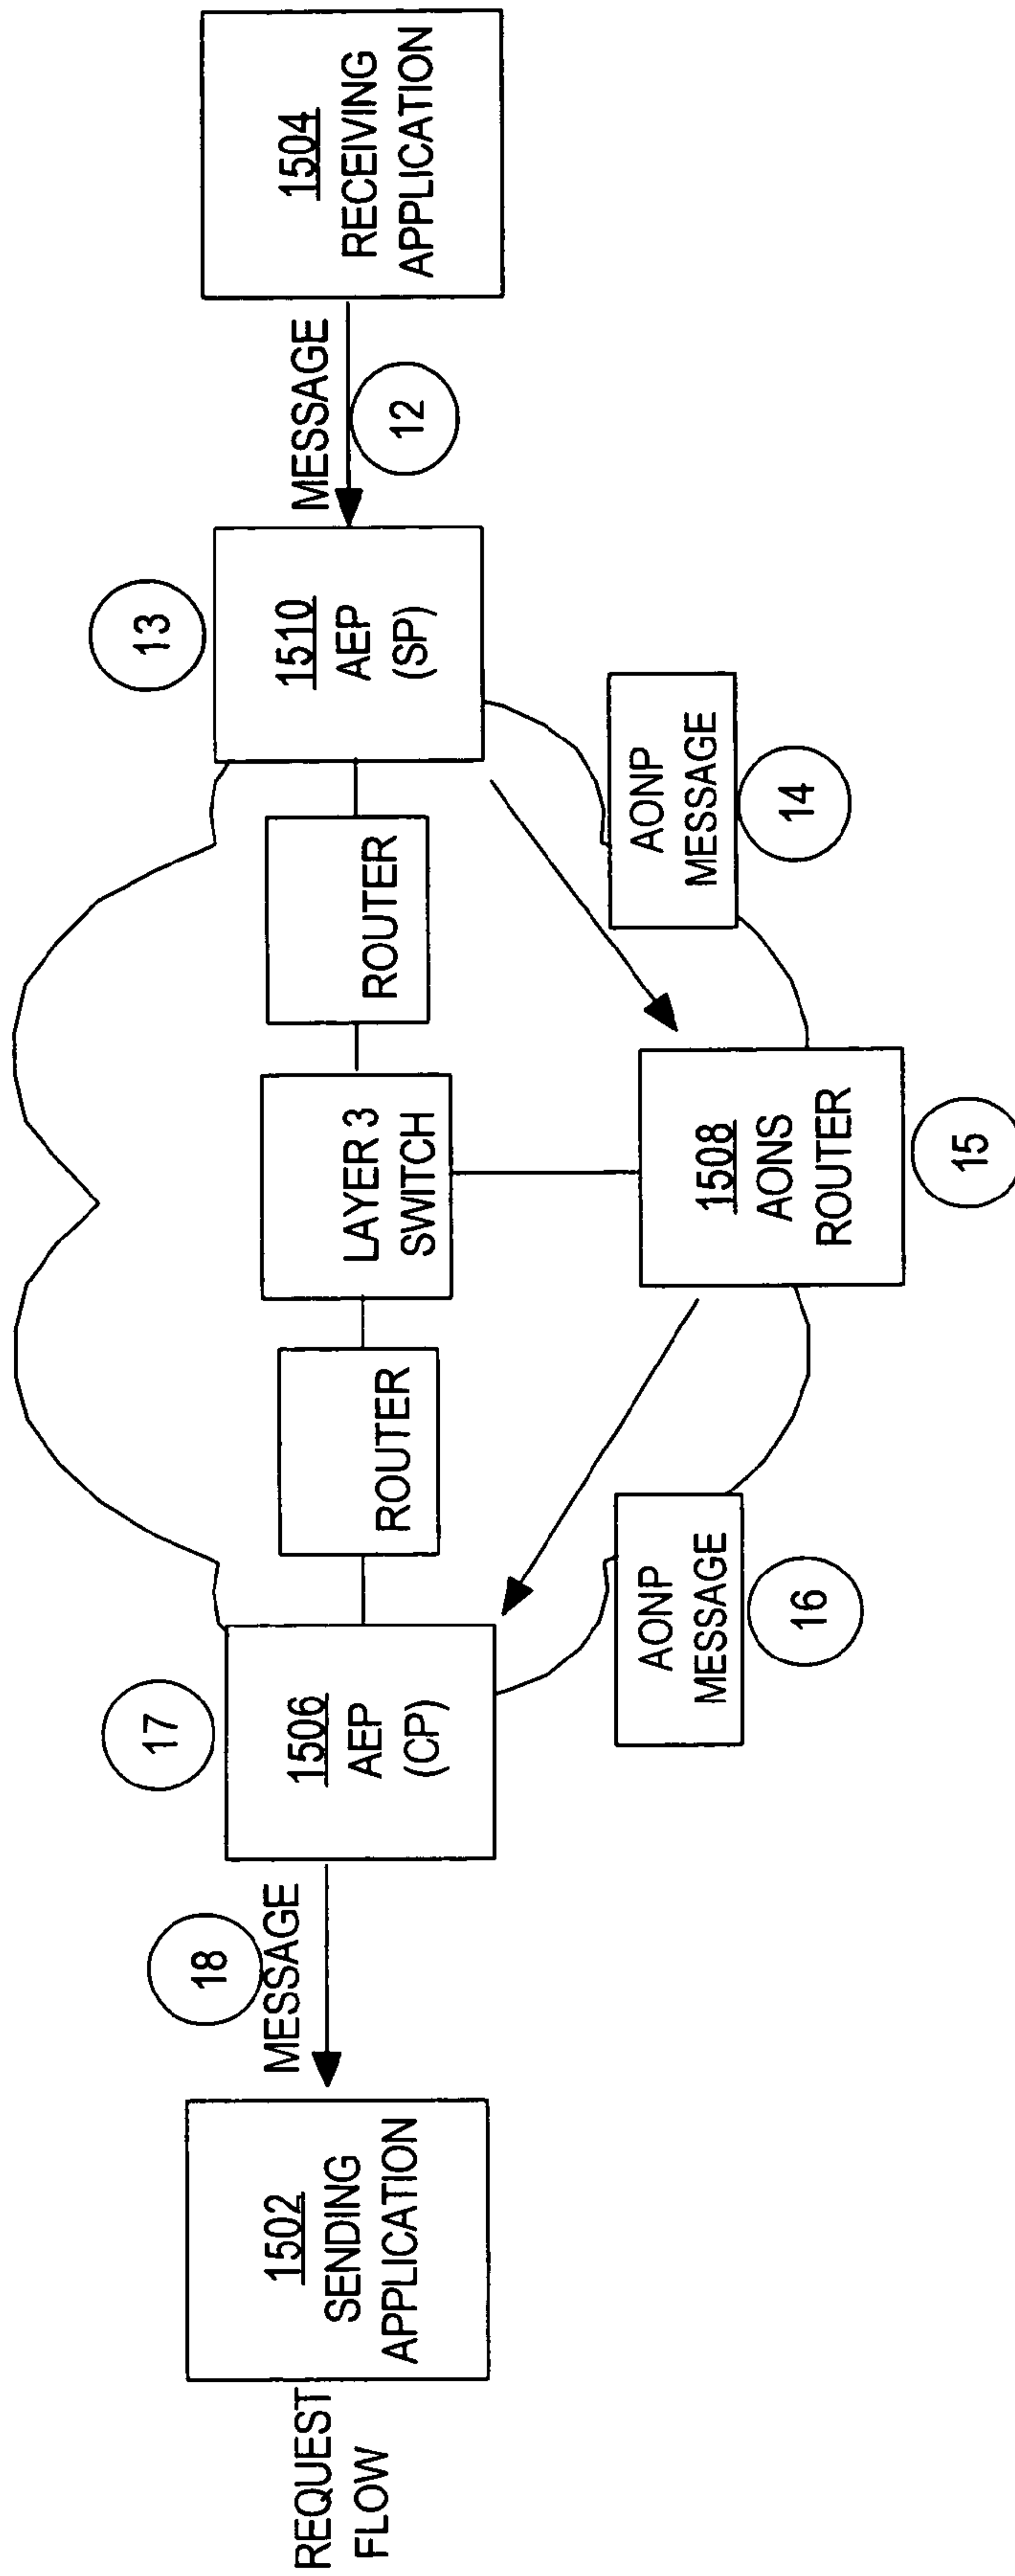 REQUEST
FLOW
1502
SENDING
APPLICATION
18
MESSAGE
17
1506
AEP
(CP)
ROUTER
LAYER 3
SWITCH
ROUTER
13
1510
AEP
(SP)
MESSAGE
12
1504
RECEIVING
APPLICATION
AONP
MESSAGE
16
1508
AONS
ROUTER
15
AONP
MESSAGE
14